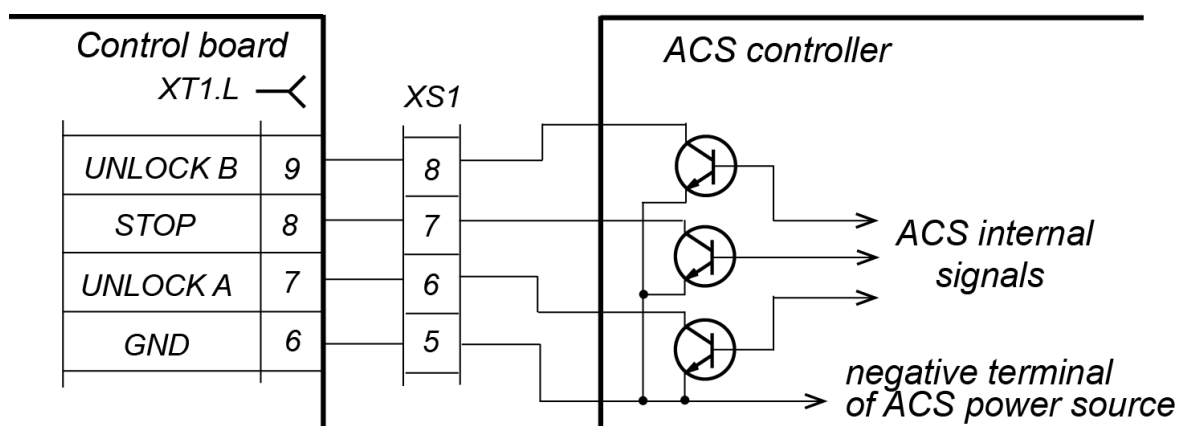 Control board
ACS controller
XT1.L
XS1
UNLOCK B 9 8
STOP 8 7
UNLOCK A 7 6
GND 6 5
ACS internal
signals
negative terminal
of ACS power source